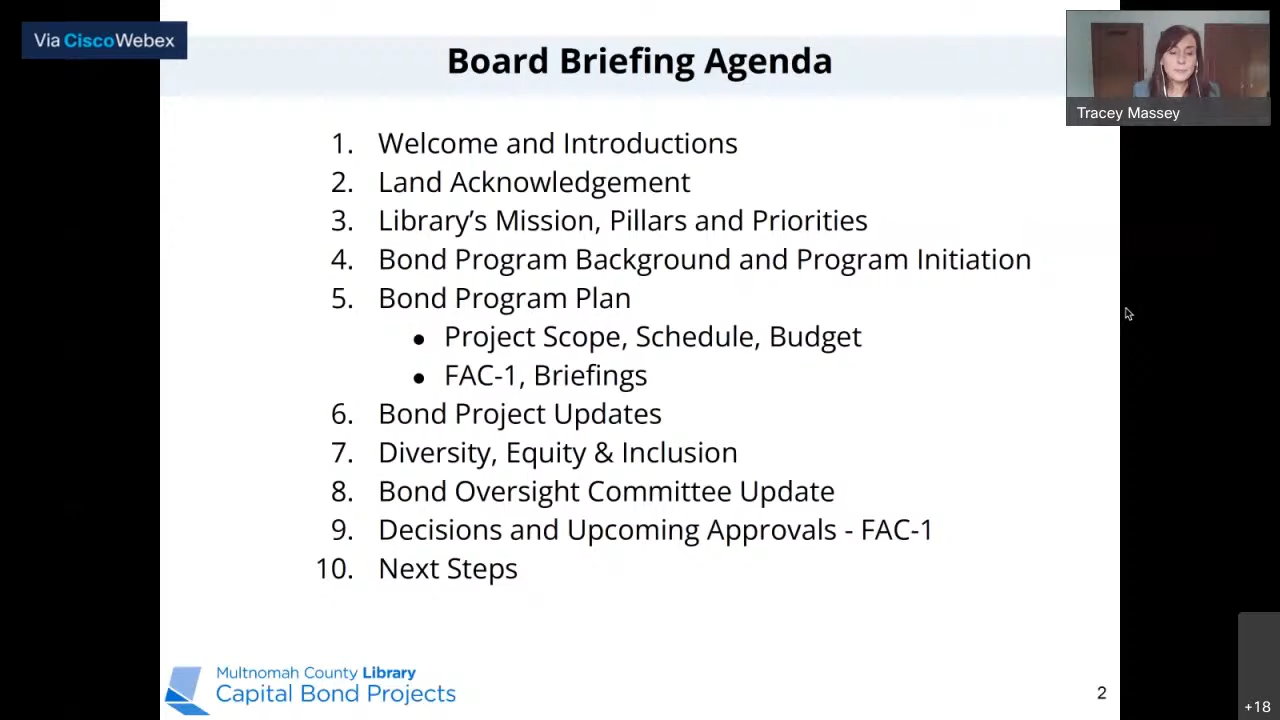 Via CiscoWebex
Board Briefing Agenda
Tracey Massey
1. Welcome and Introductions
2. Land Acknowledgement
3. Library’s Mission, Pillars and Priorities
4. Bond Program Background and Program Initiation
5. Bond Program Plan
● Project Scope, Schedule, Budget
● FAC-1, Briefings
6. Bond Project Updates
7. Diversity, Equity & Inclusion
8. Bond Oversight Committee Update
9. Decisions and Upcoming Approvals - FAC-1
10. Next Steps
Multnomah County Library
Capital Bond Projects
2
+18